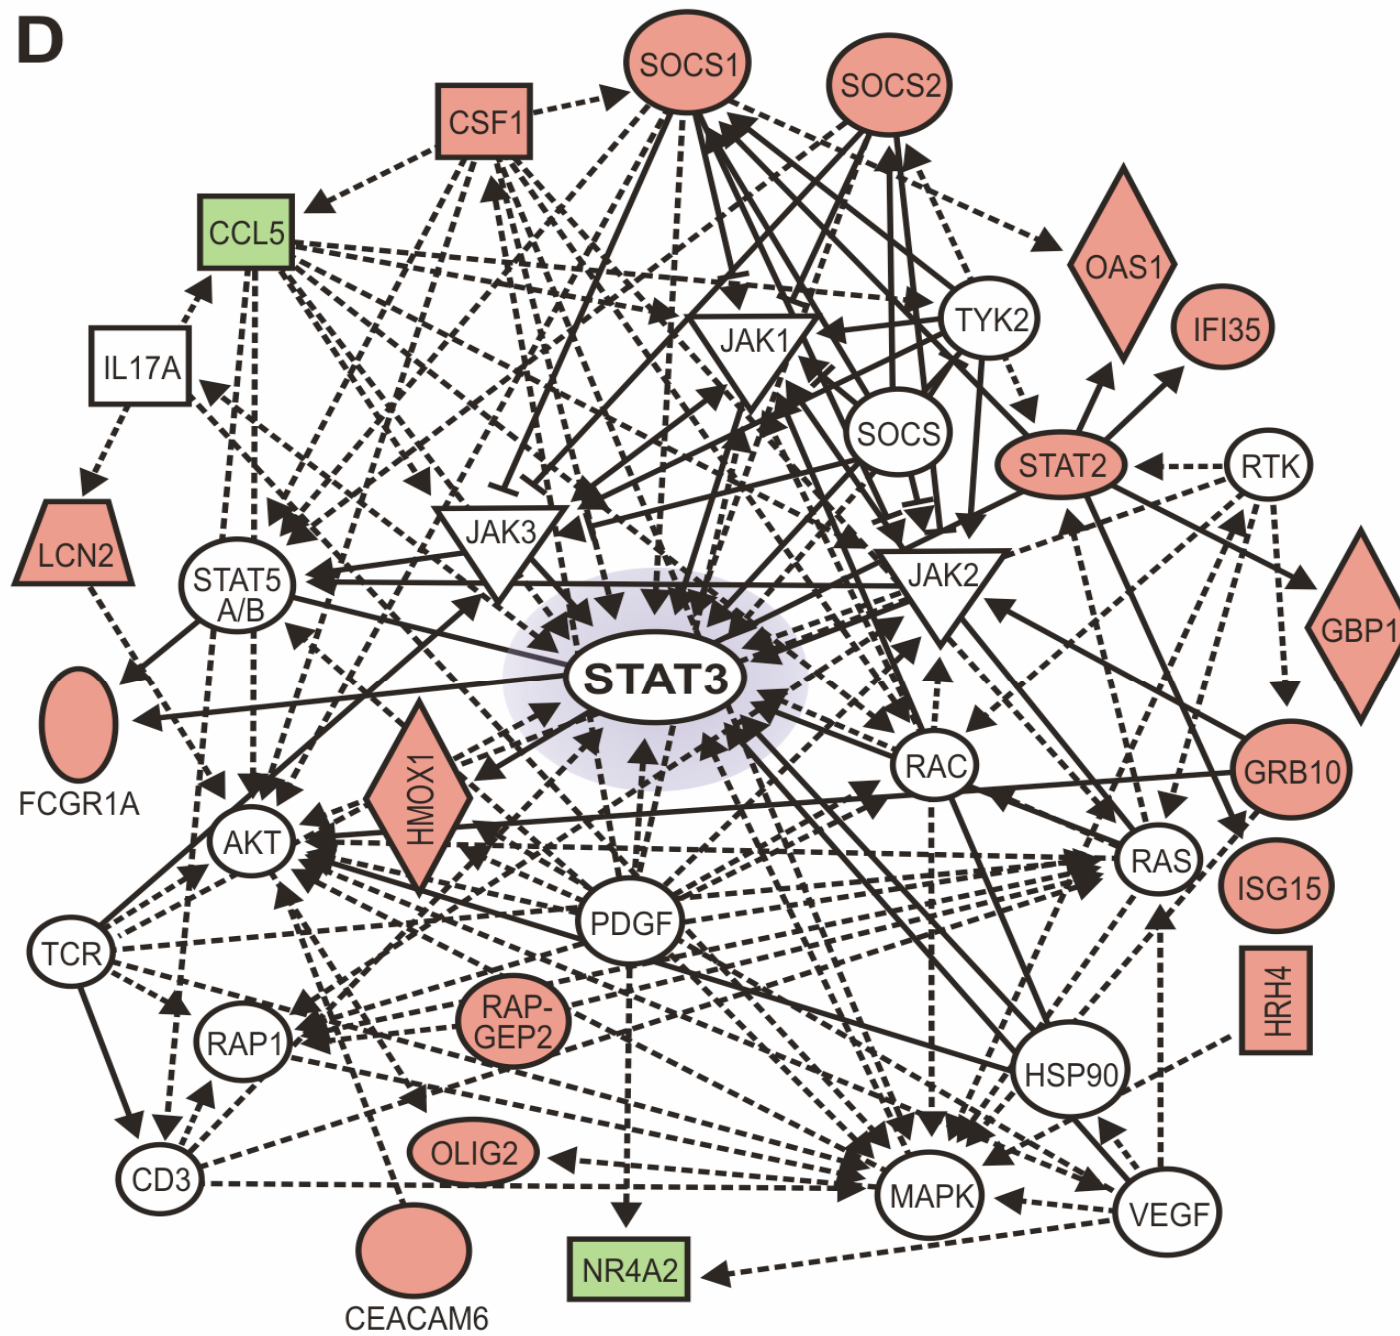 D
SOCS1
SOCS2
CSF1
CCL5
OAS1
TYK2
IFI35
JAK1
IL17A
SOCS
STAT2
RTK
LCN2
JAK3
STAT5
A/B
JAK2
GBP1
STAT3
FCGR1A
HMOX1
RAC
GRB10
AKT
RAS
ISG15
PDGF
TCR
RAP-
GEP2
HRH4
RAP1
HSP90
OLIG2
CD3
MAPK
VEGF
NR4A2
CEACAM6